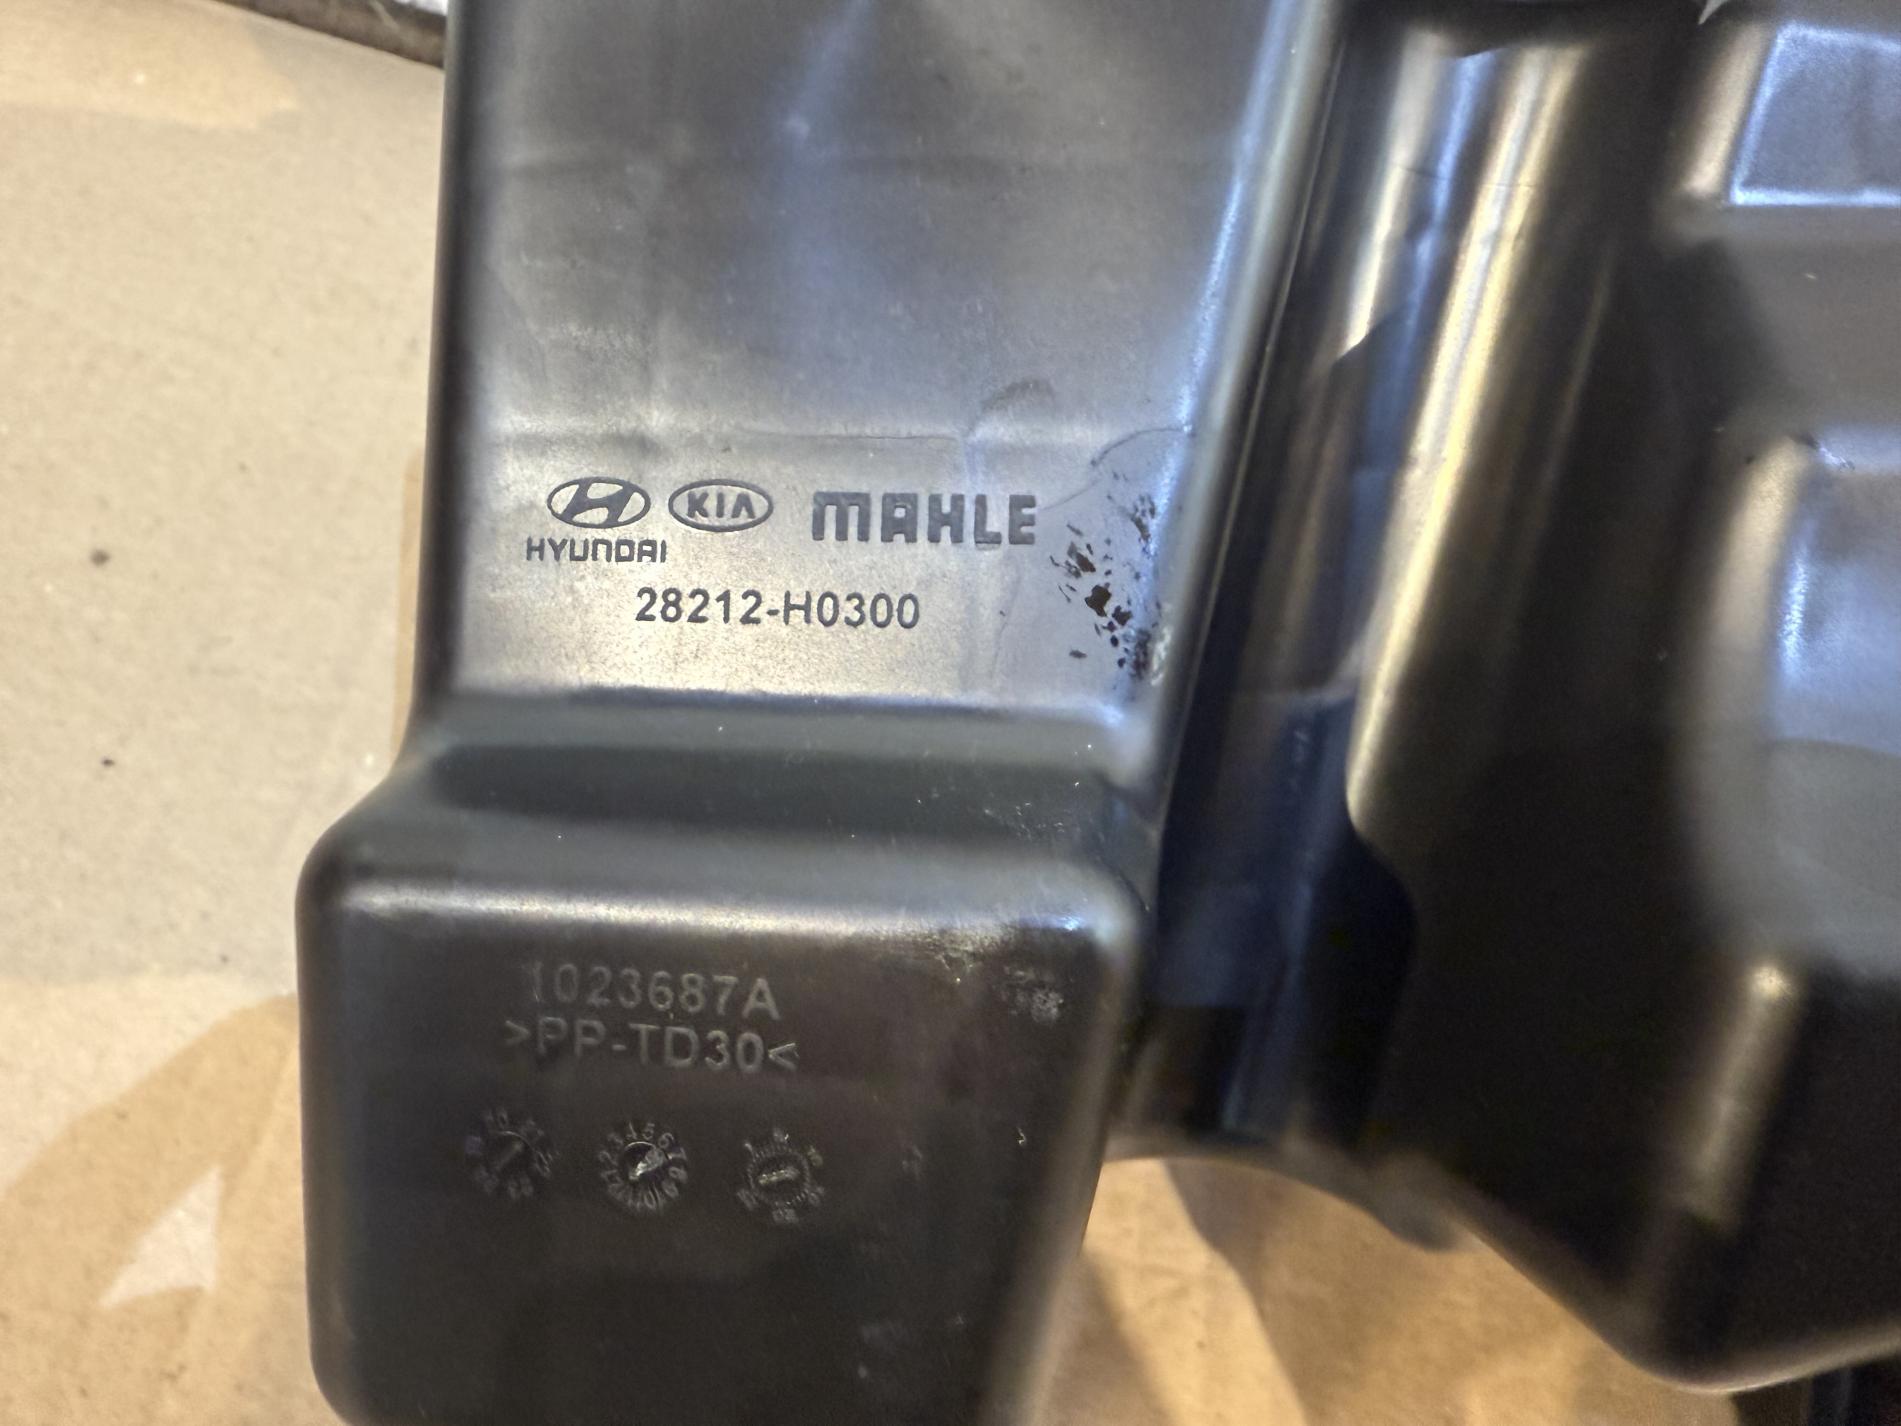 KIA MAHLE
HYUNDAI
28212-H0300
1023687A
>PP-TD30<